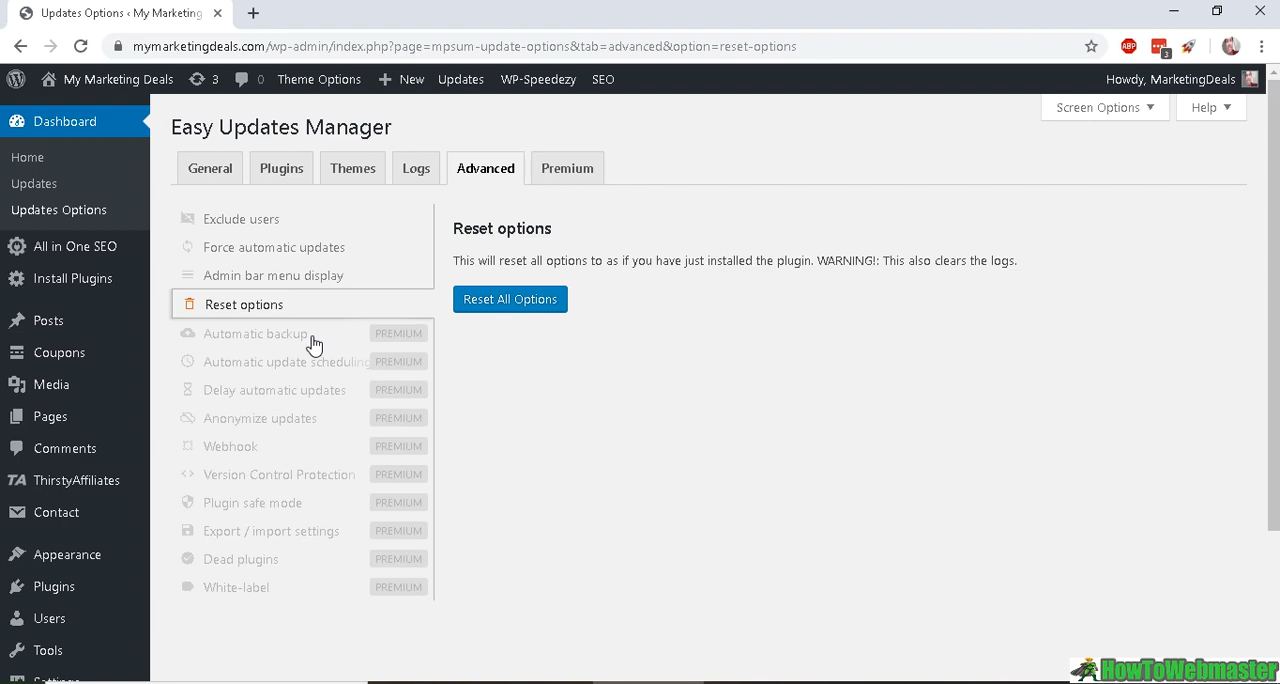 Updates Options ‹ My Marketing
mymarketingdeals.com/wp-admin/index.php?page=mpsum-update-options&tab=advanced&option=reset-options
ABP
3
My Marketing Deals
3
0
Theme Options
New
Updates
WP-Speedezy
SEO
Howdy, MarketingDeals
Dashboard
Home
Updates
Updates Options
All in One SEO
Install Plugins
Posts
Coupons
Media
Pages
Comments
TA ThirstyAffiliates
Contact
Appearance
Plugins
Users
Tools
Settings
Screen Options
Help
Easy Updates Manager
General
Plugins
Themes
Logs
Advanced
Premium
Exclude users
Force automatic updates
Admin bar menu display
Reset options
Automatic backup PREMIUM
Automatic update scheduling PREMIUM
Delay automatic updates PREMIUM
Anonymize updates PREMIUM
Webhook PREMIUM
Version Control Protection PREMIUM
Plugin safe mode PREMIUM
Export / import settings PREMIUM
Dead plugins PREMIUM
White-label PREMIUM
Reset options
This will reset all options to as if you have just installed the plugin. WARNING!: This also clears the logs.
Reset All Options
HowToWebmaster